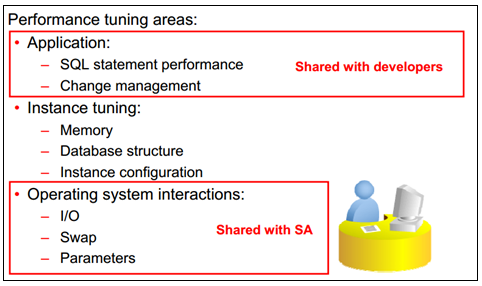 Performance tuning areas:
• Application:
– SQL statement performance
– Change management
Shared with developers
• Instance tuning:
– Memory
– Database structure
– Instance configuration
• Operating system interactions:
– I/O
– Swap
– Parameters
Shared with SA